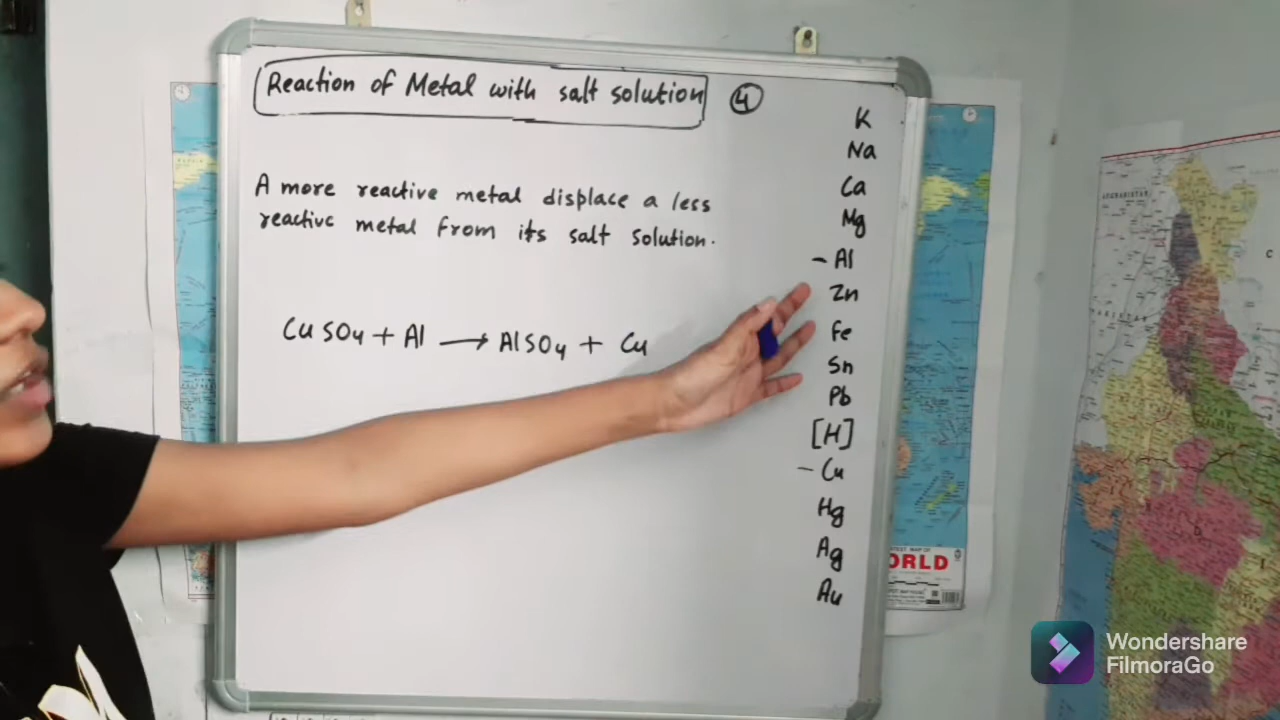 Reaction of Metal with salt solution 4
A more reactive metal displace a less
reactive metal from its salt solution.
CuSO4 + Al → AlSO4 + Cu
K
Na
Ca
Mg
– Al
Zn
Fe
Sn
Pb
[H]
– Cu
Hg
Ag
Au
ORLD
AFGHANISTAN
Wondershare
FilmoraGo